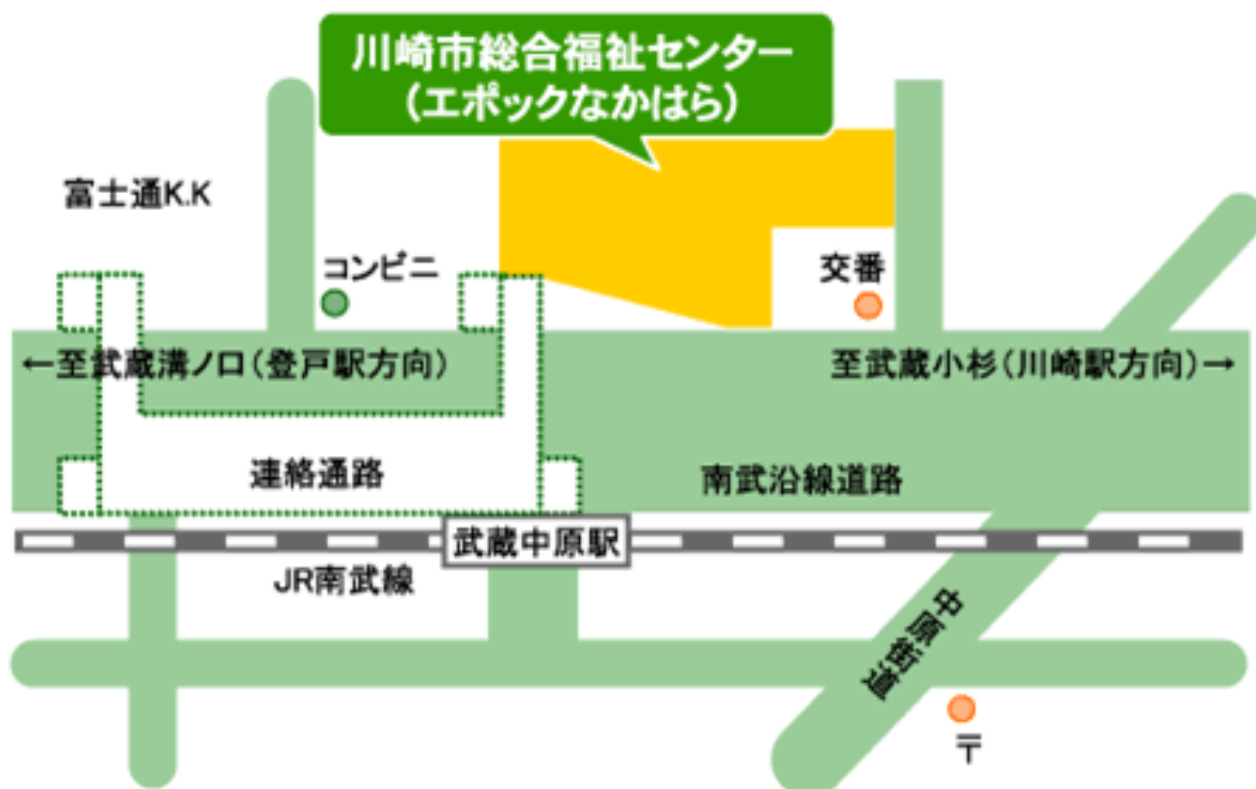 川崎市総合福祉センター
（エポックなかはら）
富士通K.K
コンビニ
交番
←至武蔵溝ノ口（登戸駅方向）
至武蔵小杉（川崎駅方向）→
連絡通路
南武沿線道路
武蔵中原駅
JR南武線
中原街道
〒